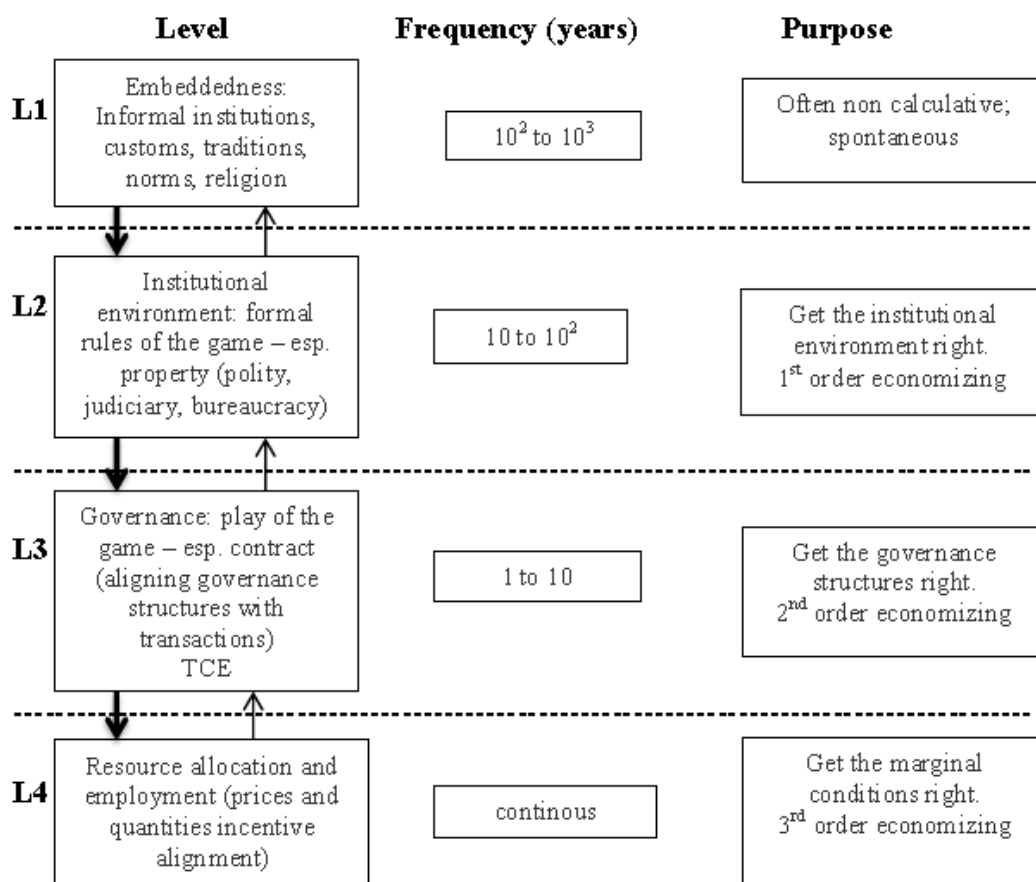 Level Frequency (years) Purpose
L1
Embeddedness:
Informal institutions,
customs, traditions,
norms, religion
10² to 10³
Often non calculative;
spontaneous
L2
Institutional
environment: formal
rules of the game – esp.
property (polity,
judiciary, bureaucracy)
10 to 10²
Get the institutional
environment right.
1st order economizing
L3
Governance: play of the
game – esp. contract
(aligning governance
structures with
transactions)
TCE
1 to 10
Get the governance
structures right.
2nd order economizing
L4
Resource allocation and
employment (prices and
quantities incentive
alignment)
continous
Get the marginal
conditions right.
3rd order economizing